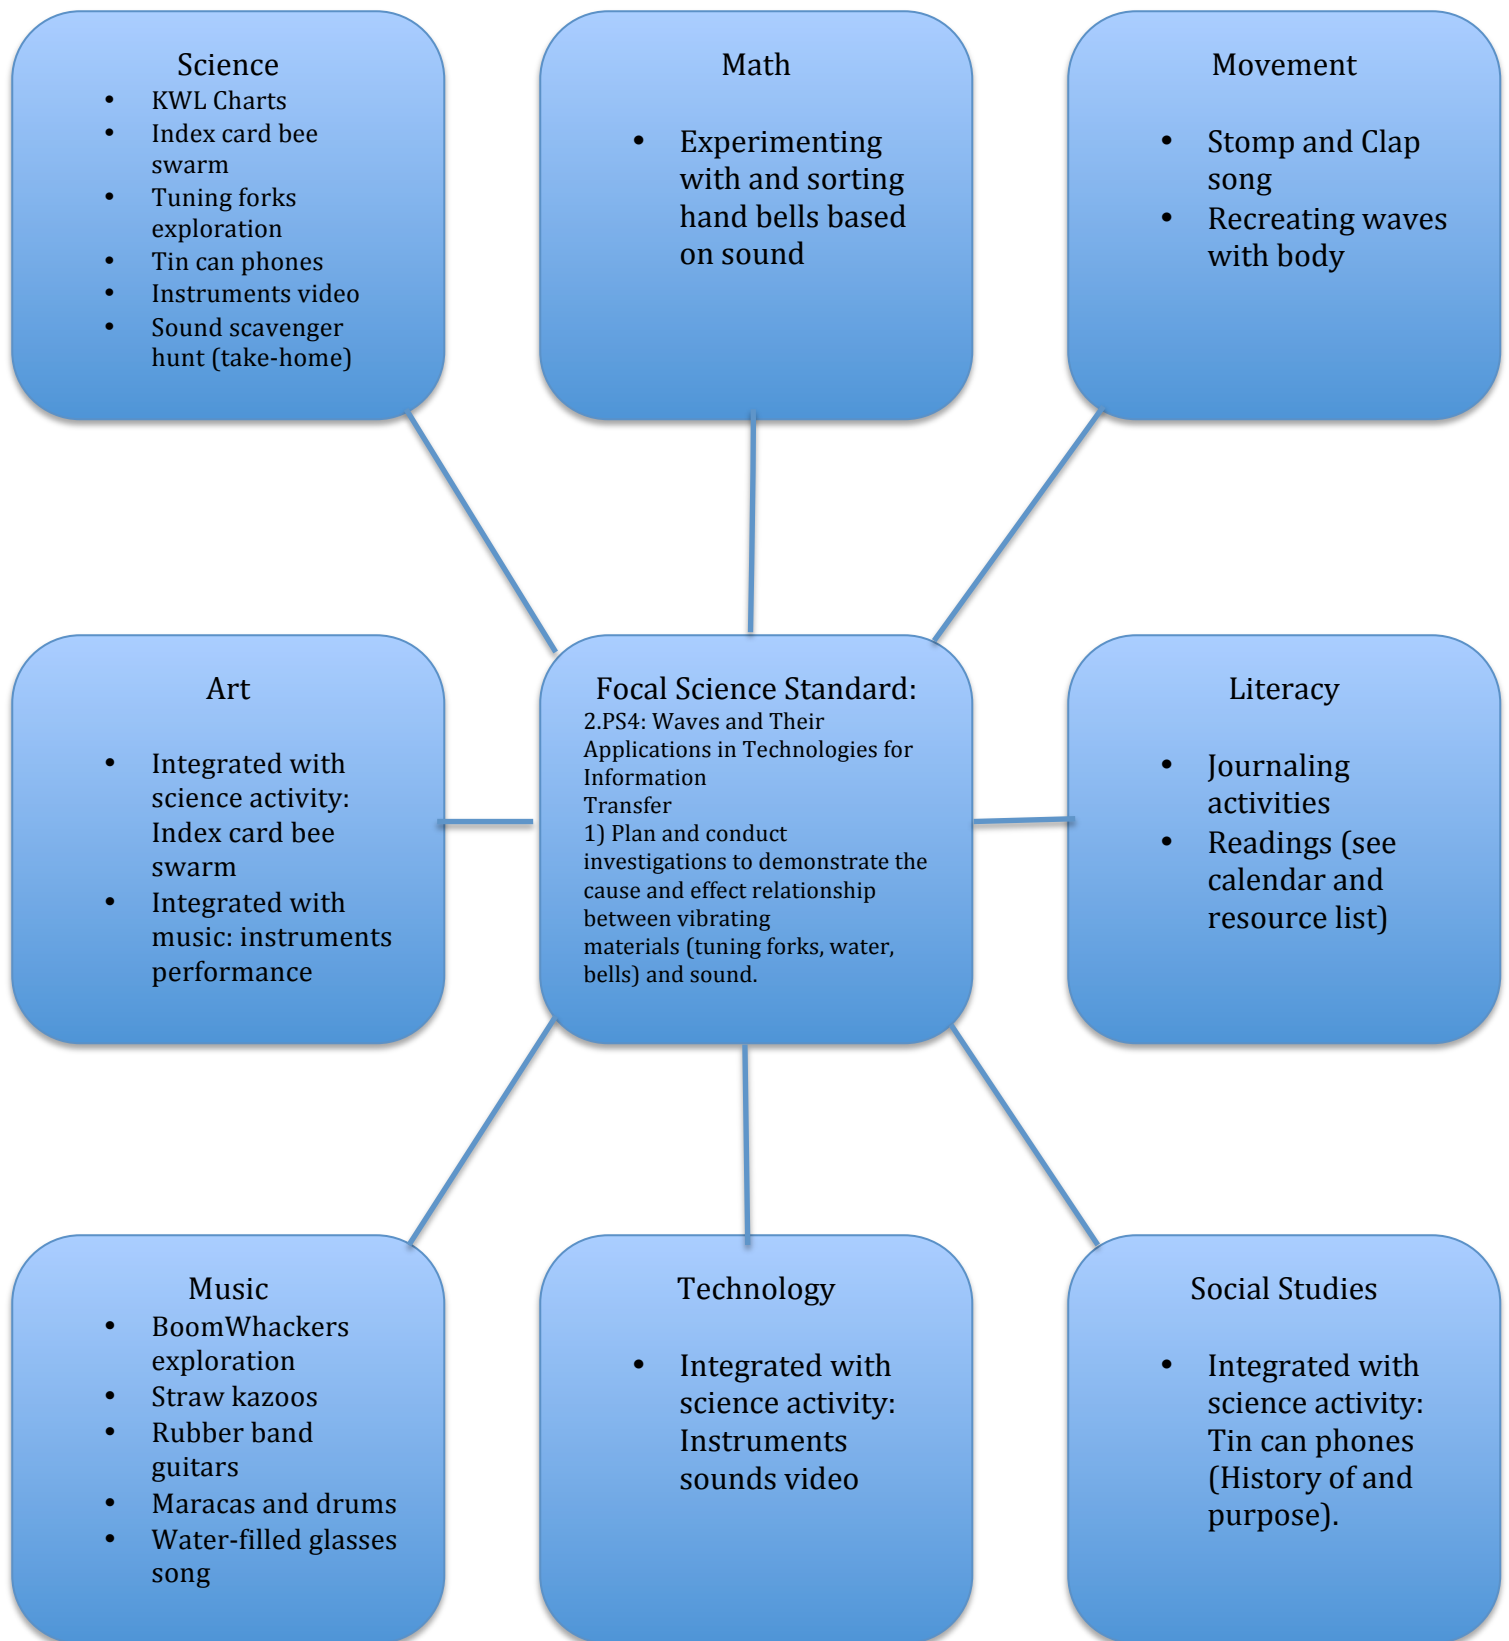 Science
• KWL Charts
• Index card bee
swarm
• Tuning forks
exploration
• Tin can phones
• Instruments video
• Sound scavenger
hunt (take-home)
Math
• Experimenting
with and sorting
hand bells based
on sound
Movement
• Stomp and Clap
song
• Recreating waves
with body
Art
• Integrated with
science activity:
Index card bee
swarm
• Integrated with
music: instruments
performance
Focal Science Standard:
2.PS4: Waves and Their
Applications in Technologies for
Information
Transfer
1) Plan and conduct
investigations to demonstrate the
cause and effect relationship
between vibrating
materials (tuning forks, water,
bells) and sound.
Literacy
• Journaling
activities
• Readings (see
calendar and
resource list)
Music
• BoomWhackers
exploration
• Straw kazoos
• Rubber band
guitars
• Maracas and drums
• Water-filled glasses
song
Technology
• Integrated with
science activity:
Instruments
sounds video
Social Studies
• Integrated with
science activity:
Tin can phones
(History of and
purpose).